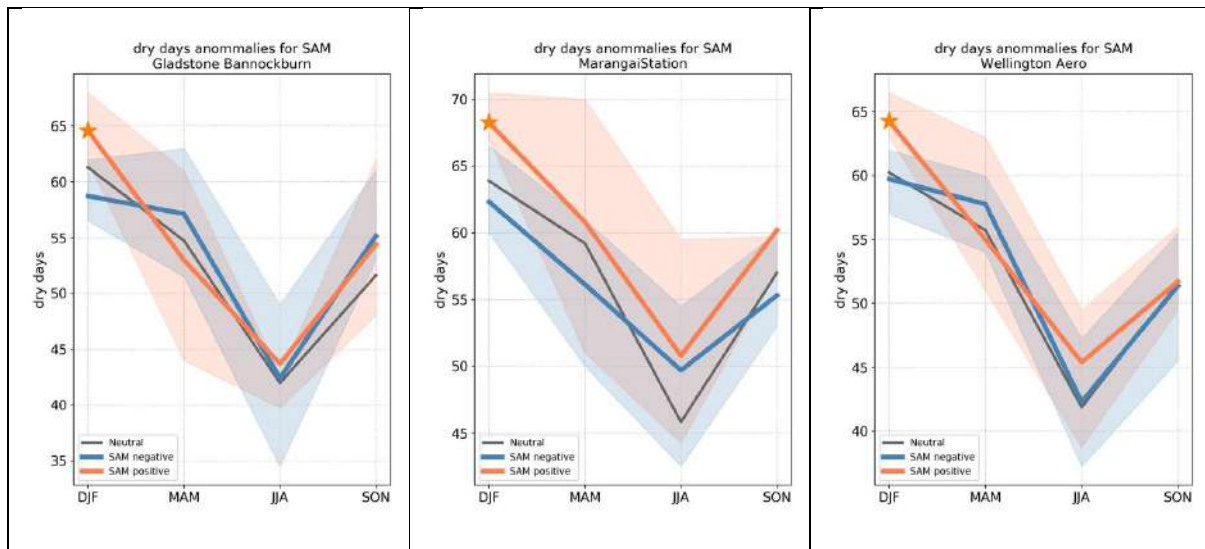 dry days anommalies for SAM
Gladstone Bannockburn
dry days
65
60
55
50
45
40
35
Neutral
SAM negative
SAM positive
DJF MAM JJA SON
dry days anommalies for SAM
MarangaiStation
dry days
70
65
60
55
50
45
Neutral
SAM negative
SAM positive
DJF MAM JJA SON
dry days anommalies for SAM
Wellington Aero
dry days
65
60
55
50
45
40
Neutral
SAM negative
SAM positive
DJF MAM JJA SON